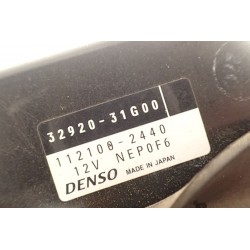 32920-31G00
112100-2440
12V NEP0F6
DENSO MADE IN JAPAN